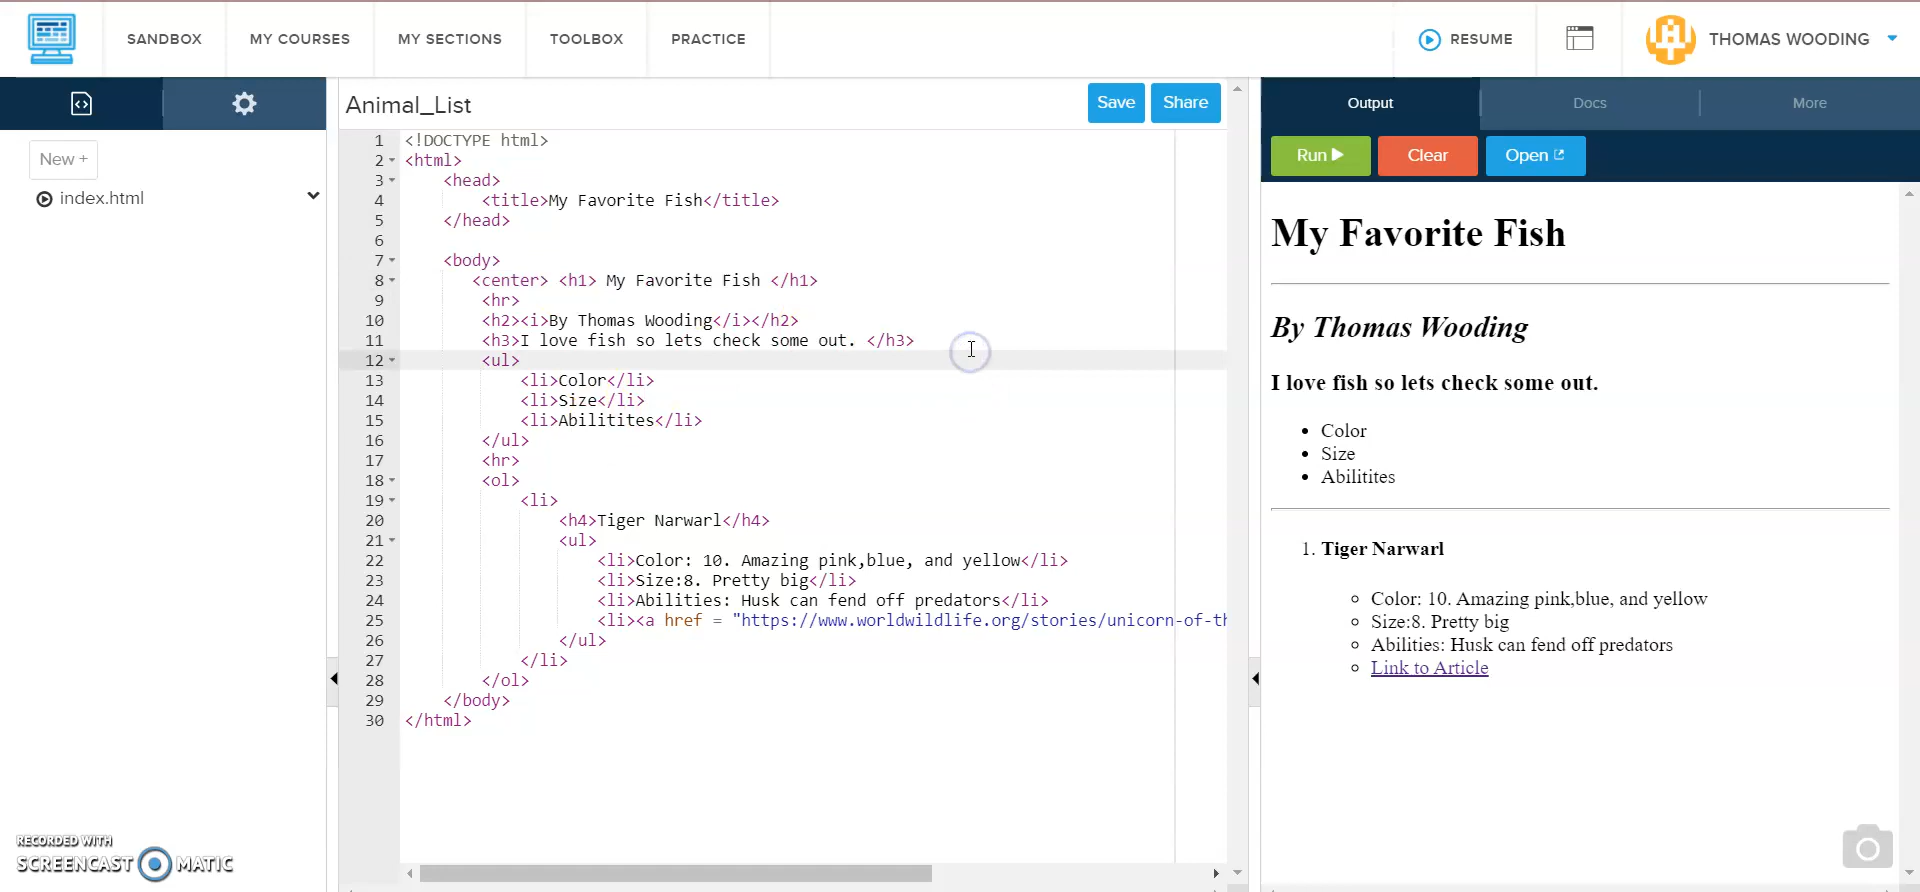 SANDBOX
MY COURSES
MY SECTIONS
TOOLBOX
PRACTICE
RESUME
THOMAS WOODING
New +
index.html
Animal_List
Save
Share
1 <!DOCTYPE html>
2 <html>
3 <head>
4 <title>My Favorite Fish</title>
5 </head>
6
7 <body>
8 <center> <h1> My Favorite Fish </h1>
9 <hr>
10 <h2><i>By Thomas Wooding</i></h2>
11 <h3>I love fish so lets check some out. </h3>
12 <ul>
13 <li>Color</li>
14 <li>Size</li>
15 <li>Abilitites</li>
16 </ul>
17 <hr>
18 <ol>
19 <li>
20 <h4>Tiger Narwarl</h4>
21 <ul>
22 <li>Color: 10. Amazing pink,blue, and yellow</li>
23 <li>Size:8. Pretty big</li>
24 <li>Abilities: Husk can fend off predators</li>
25 <li><a href = "https://www.worldwildlife.org/stories/unicorn-of-th
26 </ul>
27 </li>
28 </ol>
29 </body>
30 </html>
Output
Docs
More
Run
Clear
Open
My Favorite Fish
By Thomas Wooding
I love fish so lets check some out.
• Color
• Size
• Abilitites
1. Tiger Narwarl
◦ Color: 10. Amazing pink,blue, and yellow
◦ Size:8. Pretty big
◦ Abilities: Husk can fend off predators
◦ Link to Article
RECORDED WITH
SCREENCAST MATIC